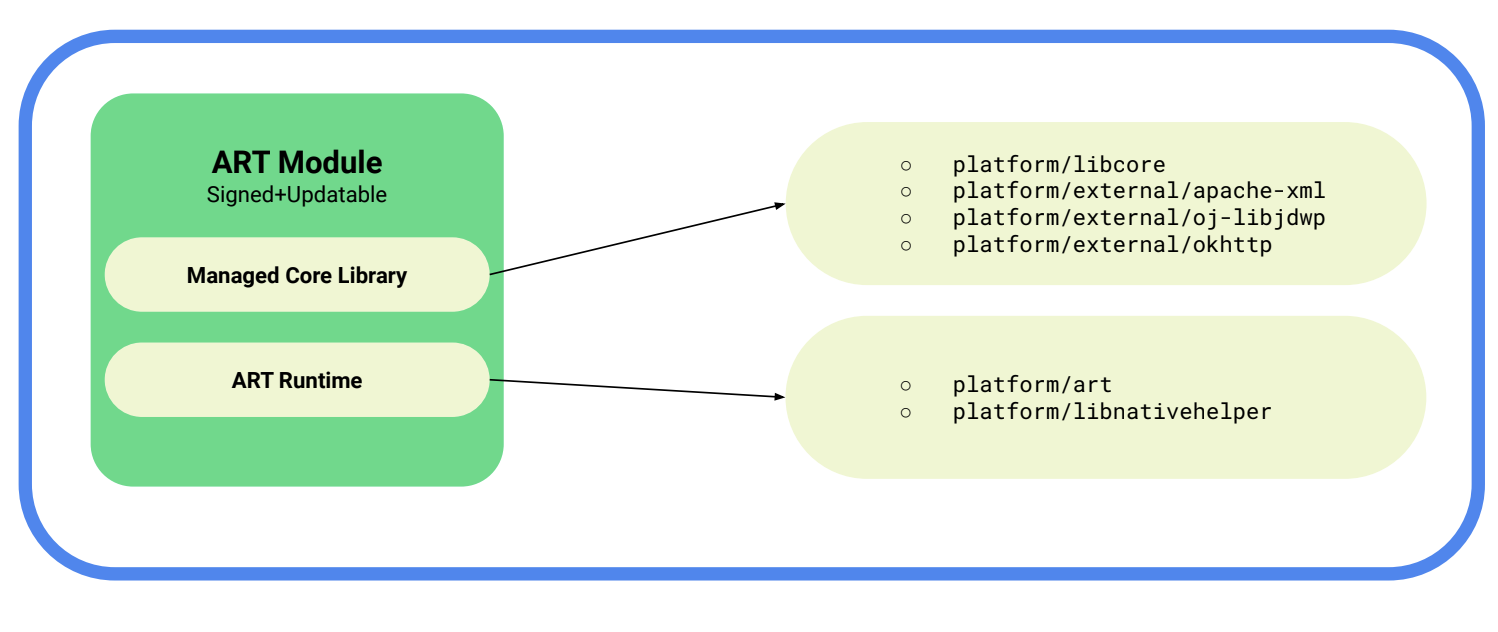 ART Module
Signed+Updatable
Managed Core Library
ART Runtime
○ platform/libcore
○ platform/external/apache-xml
○ platform/external/oj-libjdwp
○ platform/external/okhttp
○ platform/art
○ platform/libnativehelper